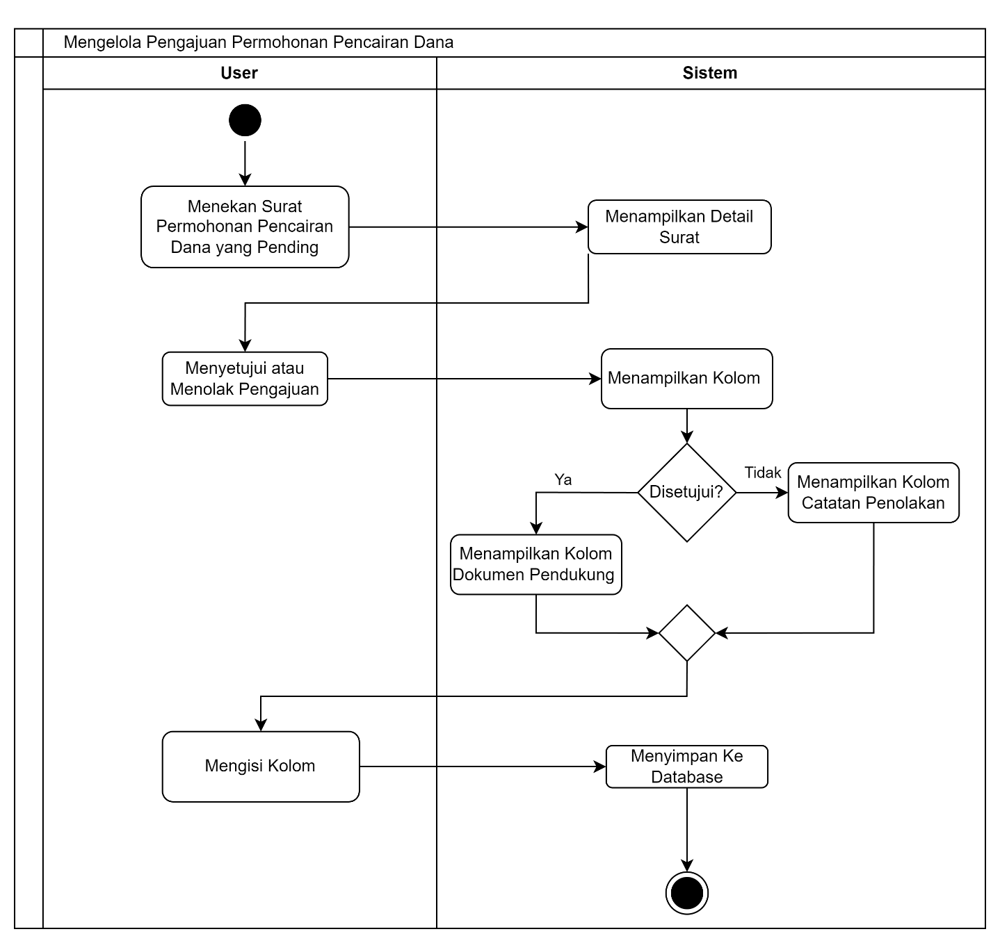 Mengelola Pengajuan Permohonan Pencairan Dana
User
Sistem
Menekan Surat
Permohonan Pencairan
Dana yang Pending
Menampilkan Detail
Surat
Menyetujui atau
Menolak Pengajuan
Menampilkan Kolom
Disetujui?
Ya
Tidak
Menampilkan Kolom
Catatan Penolakan
Menampilkan Kolom
Dokumen Pendukung
Mengisi Kolom
Menyimpan Ke
Database